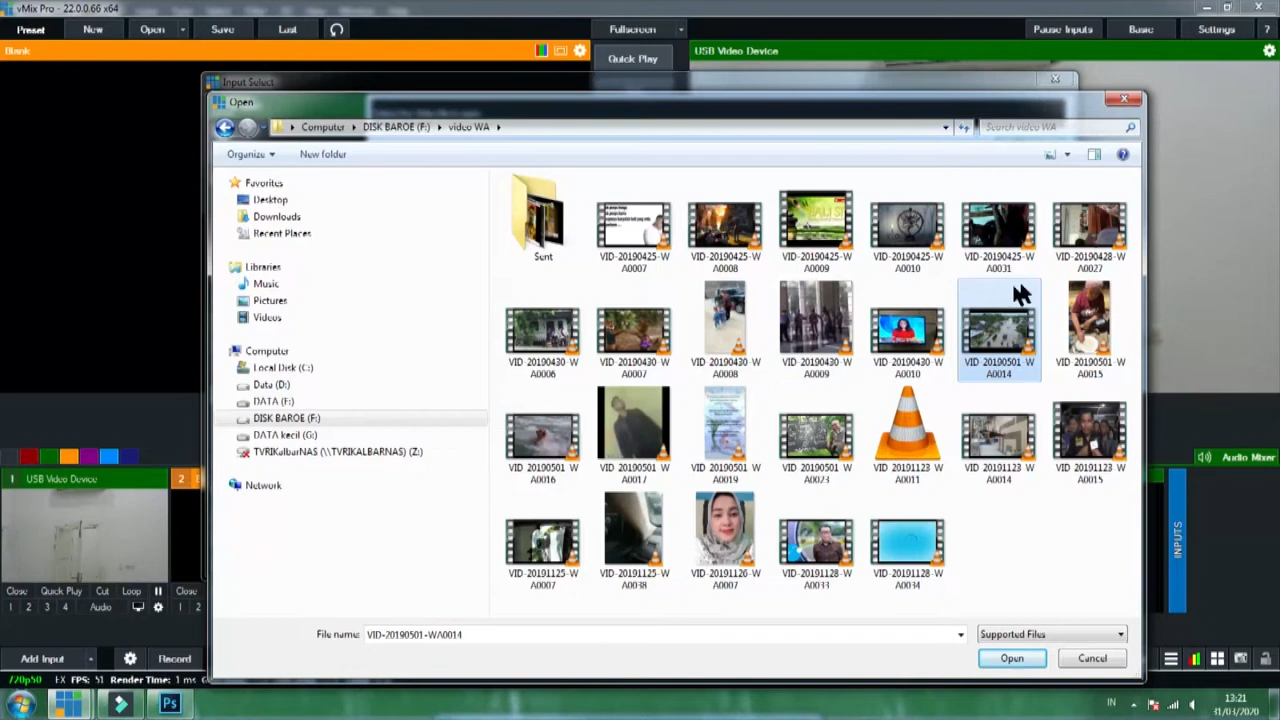 vMix Pro - 22.0.0.66 x64
Preset
New
Open
Save
Last
Fullscreen
Pause Inputs
Basic
Settings
?
Blank
Quick Play
USB Video Device
Input Select
Open
Computer
DISK BAROE (F:)
video WA
Search video WA
Organize
New folder
Favorites
Desktop
Downloads
Recent Places
Libraries
Music
Pictures
Videos
Computer
Local Disk (C:)
Data (D:)
DATA (F:)
DISK BAROE (F:)
DATA kecil (G:)
TVRIKalbarNAS (\\TVRIKALBARNAS) (Z:)
Network
Sent
VID-20190425-WA0007
VID-20190425-WA0008
VID-20190425-WA0009
VID-20190425-WA0010
VID-20190425-WA0031
VID-20190428-WA0027
VID-20190430-WA0006
VID-20190430-WA0007
VID-20190430-WA0008
VID-20190430-WA0009
VID-20190430-WA0010
VID-20190501-WA0014
VID-20190501-WA0015
VID-20190501-WA0016
VID-20190501-WA0017
VID-20190501-WA0019
VID-20190501-WA0023
VID-20191123-WA0011
VID-20191123-WA0014
VID-20191123-WA0015
VID-20191125-WA0007
VID-20191125-WA0038
VID-20191126-WA0007
VID-20191128-WA0033
VID-20191128-WA0034
File name:
VID-20190501-WA0014
Supported Files
Open
Cancel
1 USB Video Device
2
Close
Quick Play
Cut
Loop
Close
1 2 3 4 Audio
1 2
Audio Mixer
INPUTS
Add Input
Record
720p50
EX FPS: 51 Render Time: 1 ms
Ps
IN
13:21
31/03/2020